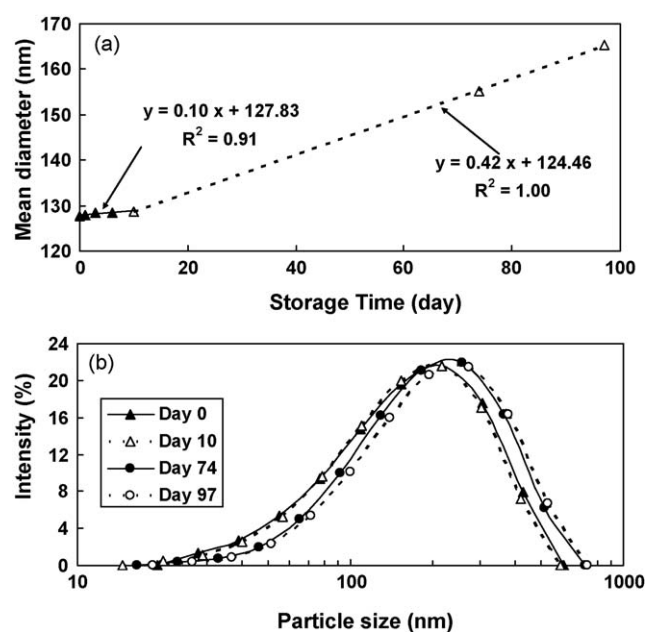 (a)
170
160
150
140
130
120
Mean diameter (nm)
y = 0.10 x + 127.83
R² = 0.91
y = 0.42 x + 124.46
R² = 1.00
0 20 40 60 80 100
Storage Time (day)
(b)
24
20
16
12
8
4
0
Intensity (%)
Day 0
Day 10
Day 74
Day 97
10 100 1000
Particle size (nm)